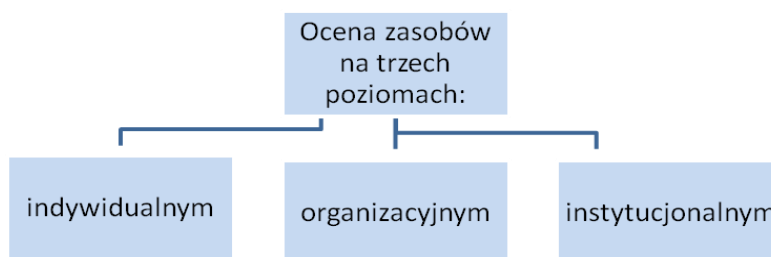 Ocena zasobów
na trzech
poziomach:
indywidualnym
organizacyjnym
instytucjonalnym